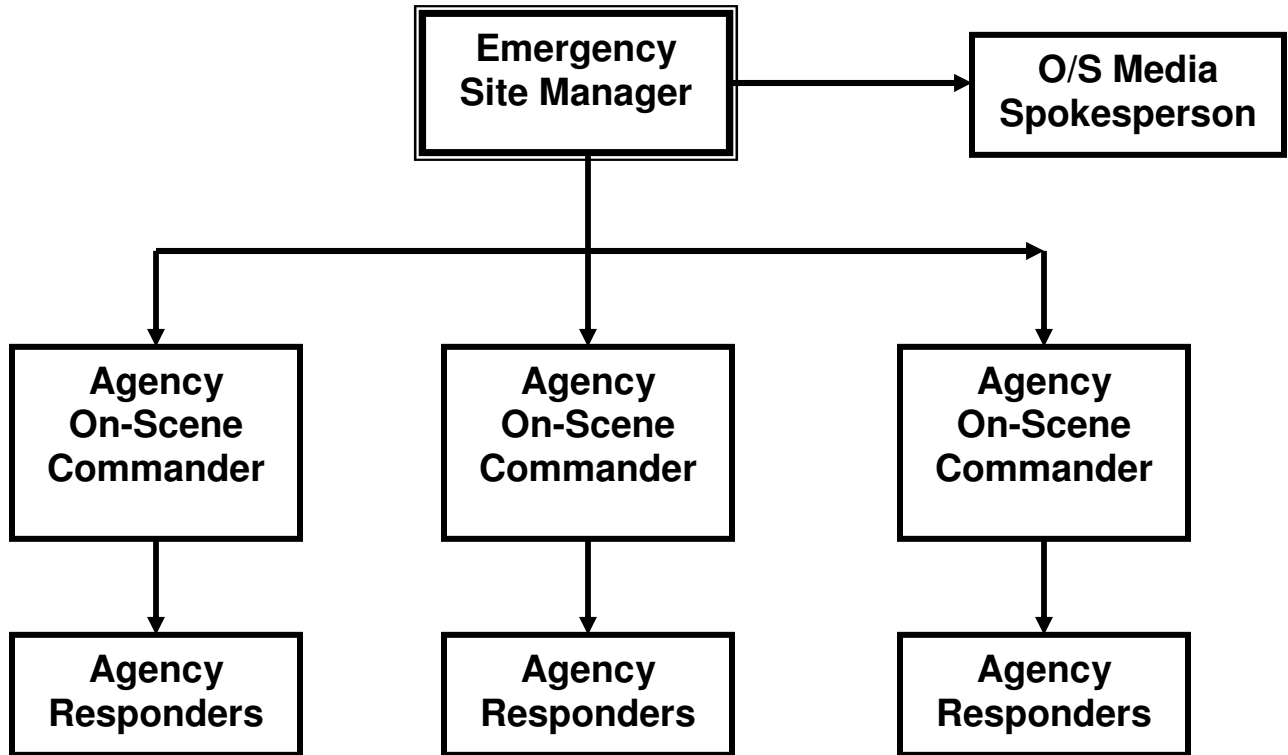 Emergency
Site Manager
O/S Media
Spokesperson
Agency
On-Scene
Commander
Agency
On-Scene
Commander
Agency
On-Scene
Commander
Agency
Responders
Agency
Responders
Agency
Responders